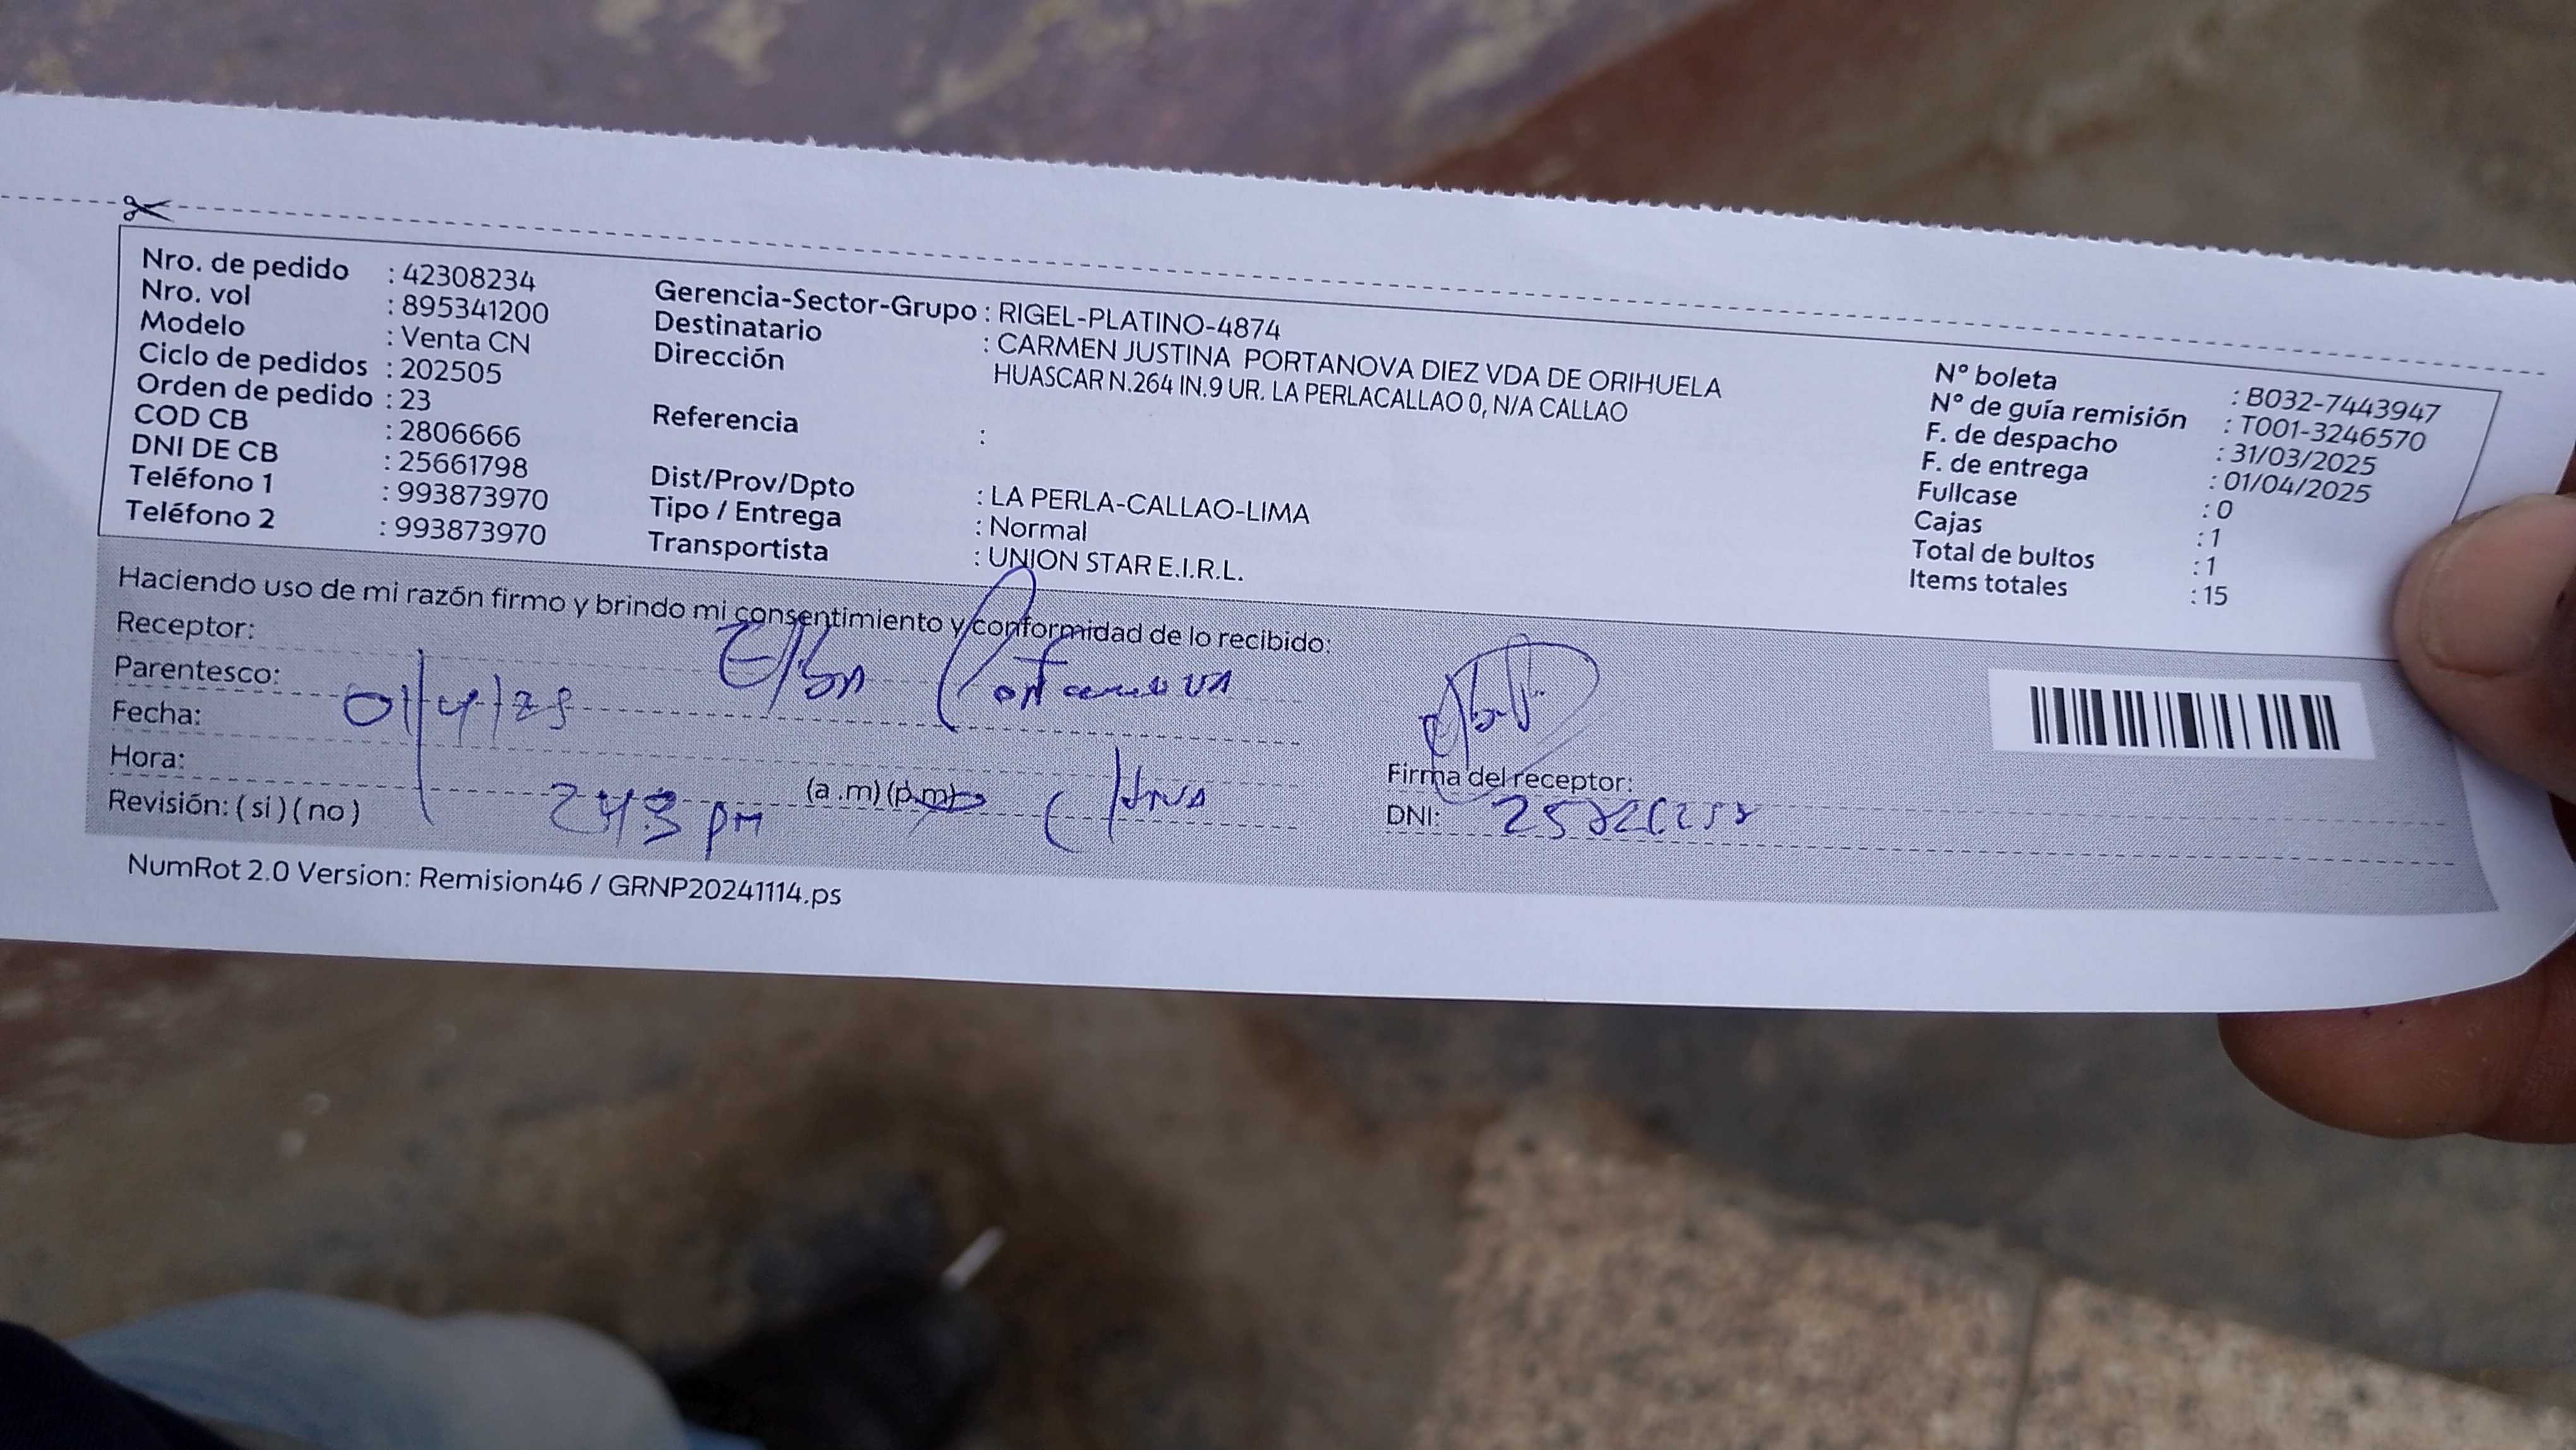 Nro. de pedido : 42308234
Nro. vol : 895341200
Modelo : Venta CN
Ciclo de pedidos : 202505
Orden de pedido : 23
COD CB : 2806666
DNI DE CB : 25661798
Teléfono 1 : 993873970
Teléfono 2 : 993873970
Gerencia-Sector-Grupo : RIGEL-PLATINO-4874
Destinatario : CARMEN JUSTINA PORTANOVA DIEZ VDA DE ORIHUELA
Dirección HUASCAR N.264 IN.9 UR. LA PERLACALLAO 0, N/A CALLAO
Referencia :
Dist/Prov/Dpto : LA PERLA-CALLAO-LIMA
Tipo / Entrega : Normal
Transportista : UNION STAR E.I.R.L.
N° boleta : B032-7443947
N° de guía remisión : T001-3246570
F. de despacho : 31/03/2025
F. de entrega : 01/04/2025
Fullcase : 0
Cajas : 1
Total de bultos : 1
Items totales : 15
Haciendo uso de mi razón firmo y brindo mi consentimiento y conformidad de lo recibido:
Receptor: Elsa Portanova
Parentesco:
Fecha: 01/4/25
Hora: 243 pm (a .m) (p.m)
Revisión: ( si ) ( no )
Firma del receptor:
DNI:
NumRot 2.0 Version: Remision46 / GRNP20241114.ps